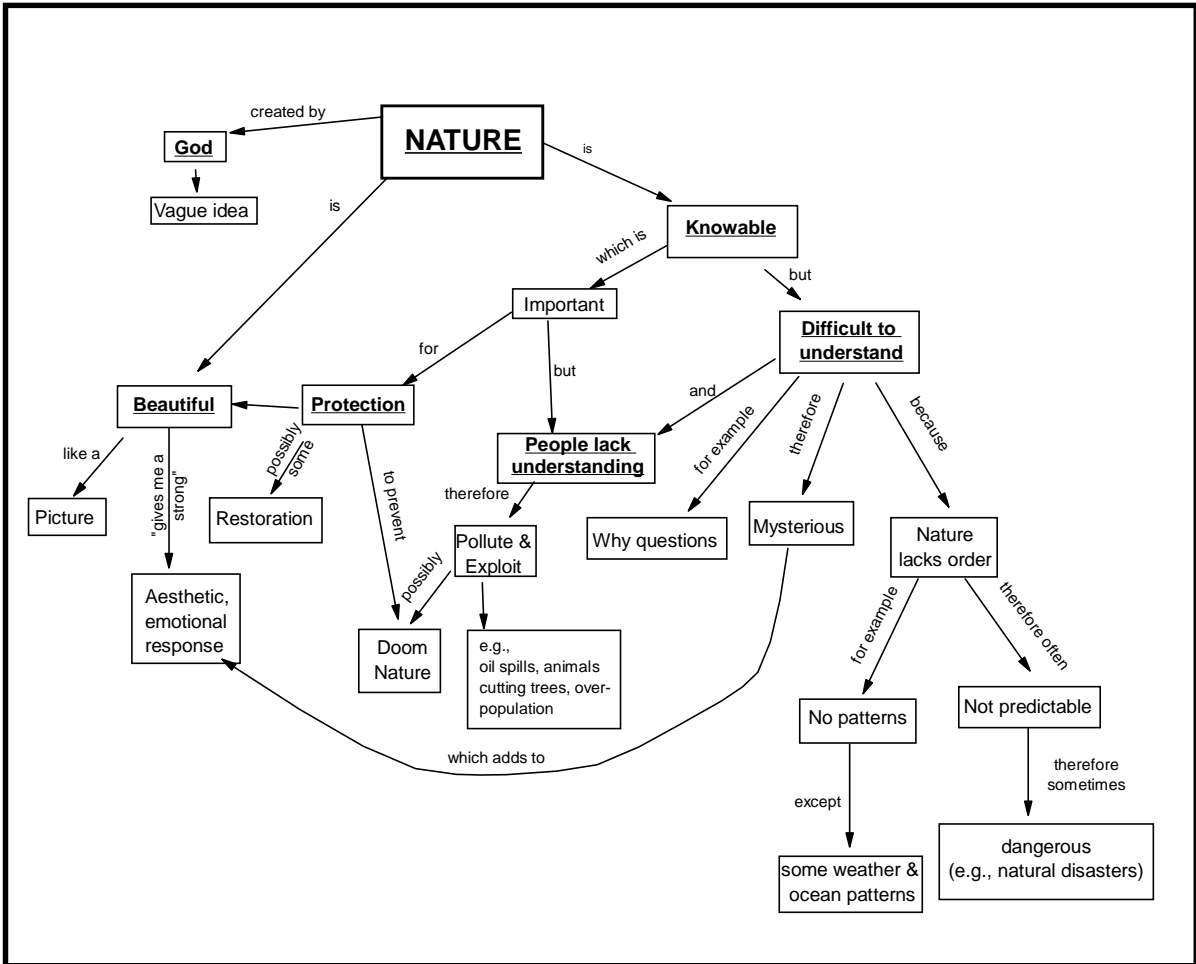 created by
NATURE
God
is
Vague idea
is
Knowable
which is
but
Important
Difficult to
understand
for
but
and
Beautiful
Protection
because
People lack
understanding
for example
therefore
like a
possibly
some
"gives me a
strong"
to prevent
therefore
Picture
Restoration
Why questions
Mysterious
Nature
lacks order
Pollute &
Exploit
possibly
Aesthetic,
emotional
response
for example
therefore often
Doom
Nature
e.g.,
oil spills, animals
cutting trees, over-
population
No patterns
Not predictable
which adds to
therefore
sometimes
except
dangerous
(e.g., natural disasters)
some weather &
ocean patterns